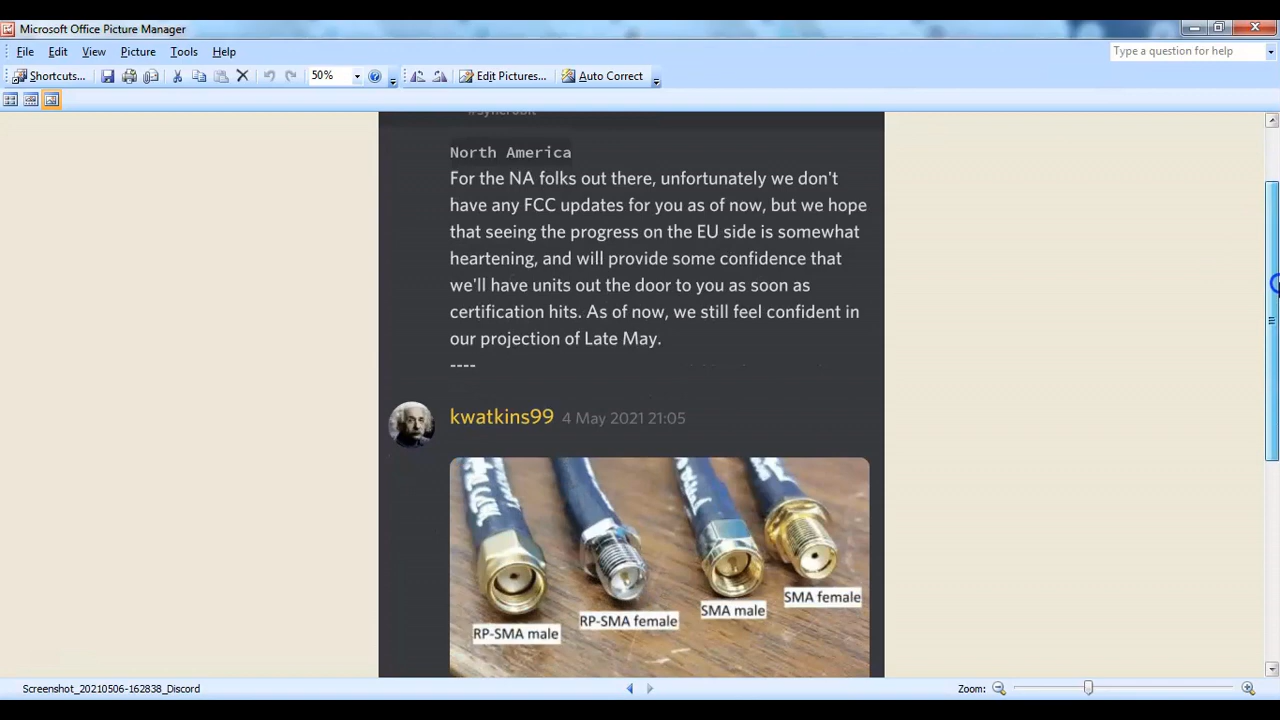 Microsoft Office Picture Manager
File Edit View Picture Tools Help
Type a question for help
Shortcuts... 50% Edit Pictures... Auto Correct
#syncrobit
North America
For the NA folks out there, unfortunately we don't
have any FCC updates for you as of now, but we hope
that seeing the progress on the EU side is somewhat
heartening, and will provide some confidence that
we'll have units out the door to you as soon as
certification hits. As of now, we still feel confident in
our projection of Late May.
----
kwatkins99 4 May 2021 21:05
RP-SMA male
RP-SMA female
SMA male
SMA female
Screenshot_20210506-162838_Discord
Zoom: